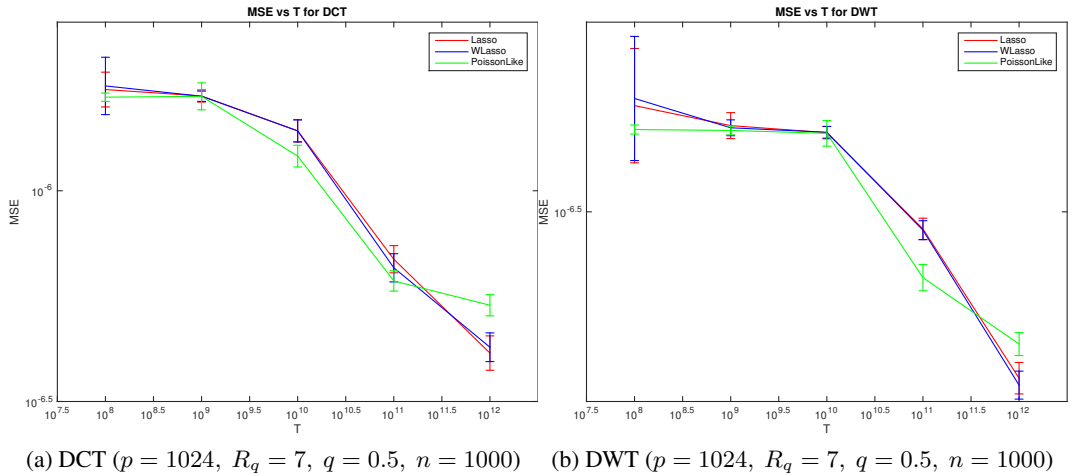 MSE vs T for DCT
Lasso
WLasso
PoissonLike
MSE
10^-6
10^-6.5
10^7.5 10^8 10^8.5 10^9 10^9.5 10^10 10^10.5 10^11 10^11.5 10^12
T
(a) DCT (p = 1024, R_q = 7, q = 0.5, n = 1000)
MSE vs T for DWT
Lasso
WLasso
PoissonLike
MSE
10^-6.5
10^7.5 10^8 10^8.5 10^9 10^9.5 10^10 10^10.5 10^11 10^11.5 10^12
T
(b) DWT (p = 1024, R_q = 7, q = 0.5, n = 1000)